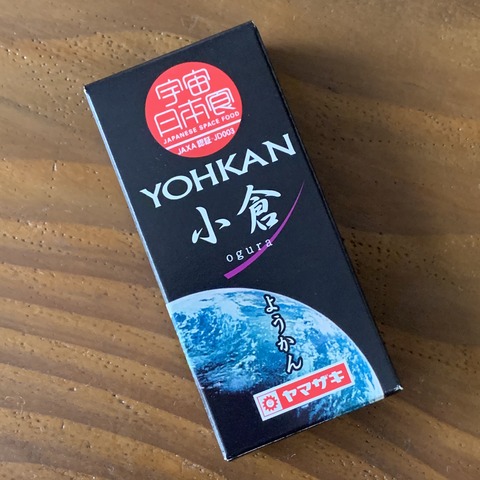 宇宙
日本食
JAPANESE SPACE FOOD
JAXA認証・JD003
YOHKAN
小倉
ogura
ようかん
ヤマザキ